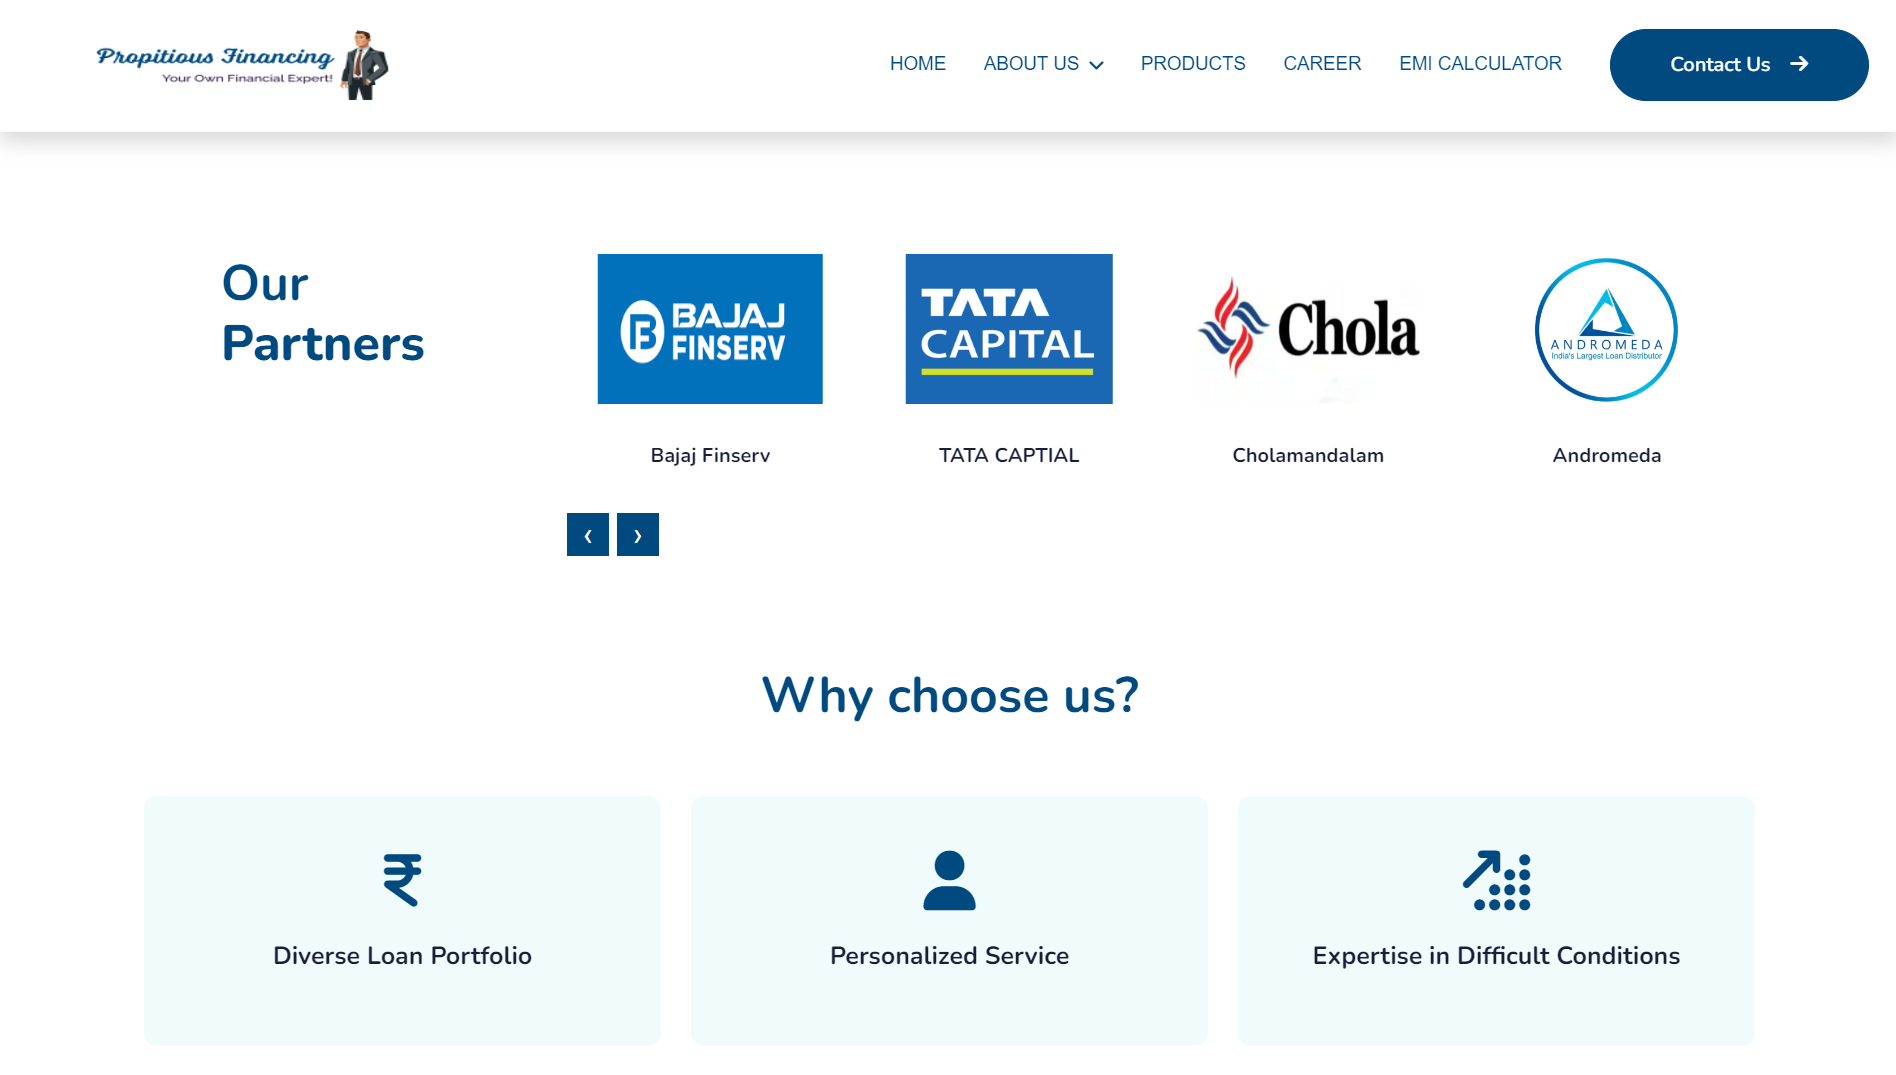 Propitious Financing
Your Own Financial Expert!
HOME
ABOUT US
PRODUCTS
CAREER
EMI CALCULATOR
Contact Us
Our
Partners
BAJAJ
FINSERV
TATA
CAPITAL
Chola
ANDROMEDA
India's Largest Loan Distributor
Bajaj Finserv
TATA CAPTIAL
Cholamandalam
Andromeda
Why choose us?
Diverse Loan Portfolio
Personalized Service
Expertise in Difficult Conditions